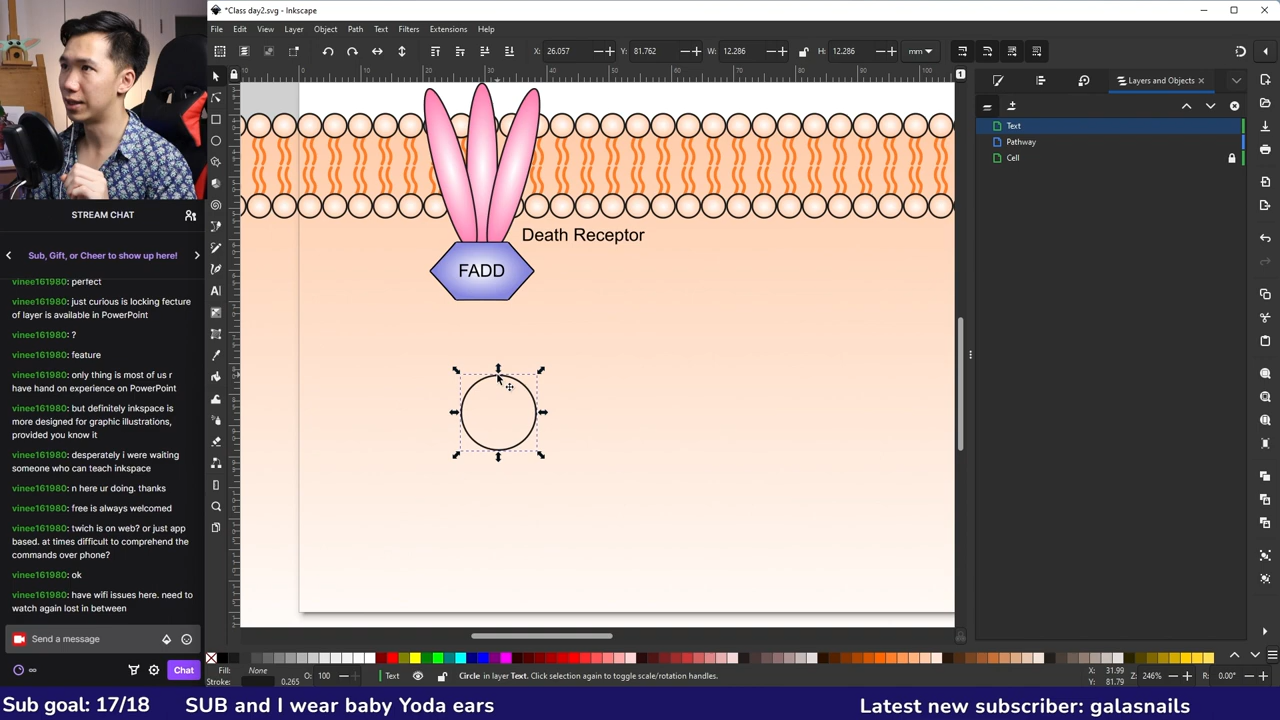 *Class day2.svg - Inkscape
File Edit View Layer Object Path Text Filters Extensions Help
X: 26.057 Y: 81.762 W: 12.286 H: 12.286 mm
Layers and Objects
Text
Pathway
Cell
Death Receptor
FADD
STREAM CHAT
Sub, Gift, or Cheer to show up here!
vinee161980: perfect
vinee161980: just curious is locking fecture
of layer is available in PowerPoint
vinee161980: ?
vinee161980: feature
vinee161980: only thing is most of us r
have hand on experience on PowerPoint
vinee161980: but definitely inkspace is
more designed for graphic illustrations,
provided you know it
vinee161980: desperately i were waiting
someone who can teach inkspace
vinee161980: n here ur doing. thanks
vinee161980: free is always welcomed
vinee161980: twich is on web? or just app
based. at times difficult to comprehend the
commands over phone?
vinee161980: ok
vinee161980: have wifi issues here. need to
watch again lost in between
Send a message
Chat
Fill: None
Stroke: 0.265 O: 100
Text
Circle in layer Text. Click selection again to toggle scale/rotation handles.
X: 31.99
Y: 81.79
Z: 246%
R: 0.00°
Sub goal: 17/18 SUB and I wear baby Yoda ears Latest new subscriber: galasnails